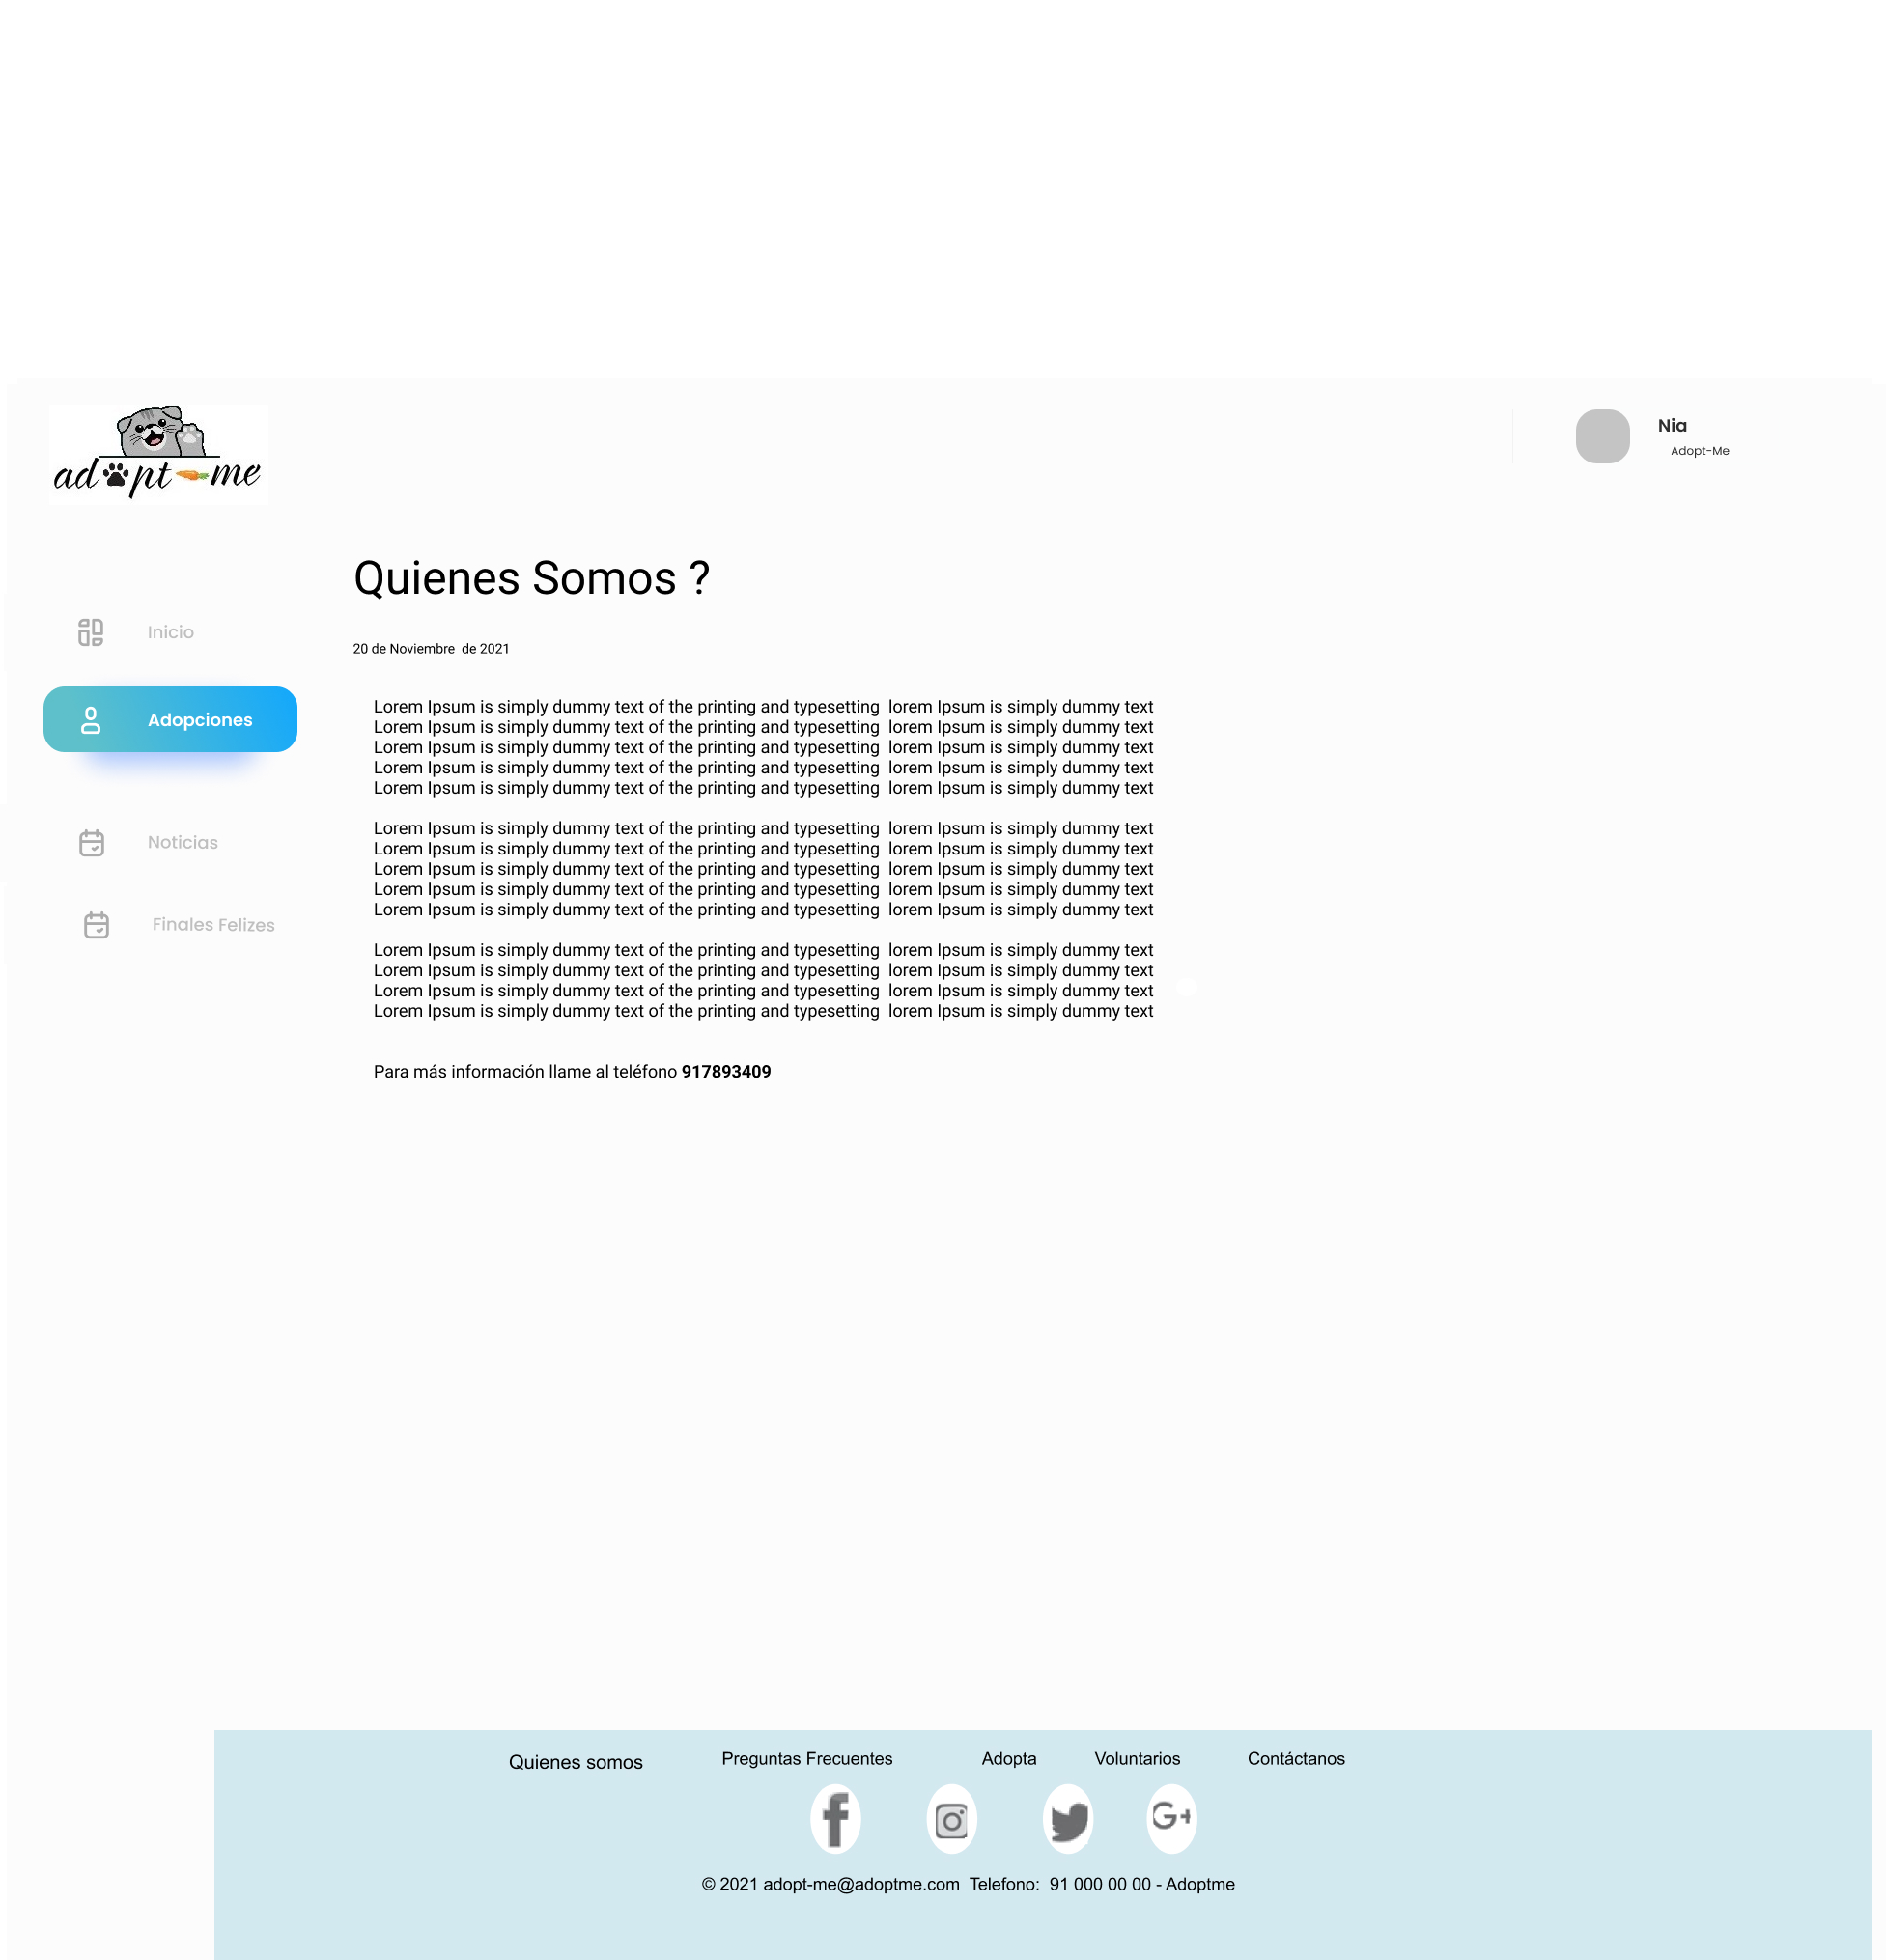 adopt-me
Nia
Adopt-Me
Quienes Somos ?
Inicio
20 de Noviembre  de 2021
Adopciones
Noticias
Finales Felizes
Lorem Ipsum is simply dummy text of the printing and typesetting  lorem Ipsum is simply dummy text
Lorem Ipsum is simply dummy text of the printing and typesetting  lorem Ipsum is simply dummy text
Lorem Ipsum is simply dummy text of the printing and typesetting  lorem Ipsum is simply dummy text
Lorem Ipsum is simply dummy text of the printing and typesetting  lorem Ipsum is simply dummy text
Lorem Ipsum is simply dummy text of the printing and typesetting  lorem Ipsum is simply dummy text
Lorem Ipsum is simply dummy text of the printing and typesetting  lorem Ipsum is simply dummy text
Lorem Ipsum is simply dummy text of the printing and typesetting  lorem Ipsum is simply dummy text
Lorem Ipsum is simply dummy text of the printing and typesetting  lorem Ipsum is simply dummy text
Lorem Ipsum is simply dummy text of the printing and typesetting  lorem Ipsum is simply dummy text
Lorem Ipsum is simply dummy text of the printing and typesetting  lorem Ipsum is simply dummy text
Lorem Ipsum is simply dummy text of the printing and typesetting  lorem Ipsum is simply dummy text
Lorem Ipsum is simply dummy text of the printing and typesetting  lorem Ipsum is simply dummy text
Lorem Ipsum is simply dummy text of the printing and typesetting  lorem Ipsum is simply dummy text
Lorem Ipsum is simply dummy text of the printing and typesetting  lorem Ipsum is simply dummy text
Para más información llame al teléfono 917893409
Quienes somos Preguntas Frecuentes Adopta Voluntarios Contáctanos
f G+
© 2021 adopt-me@adoptme.com  Telefono:  91 000 00 00 - Adoptme